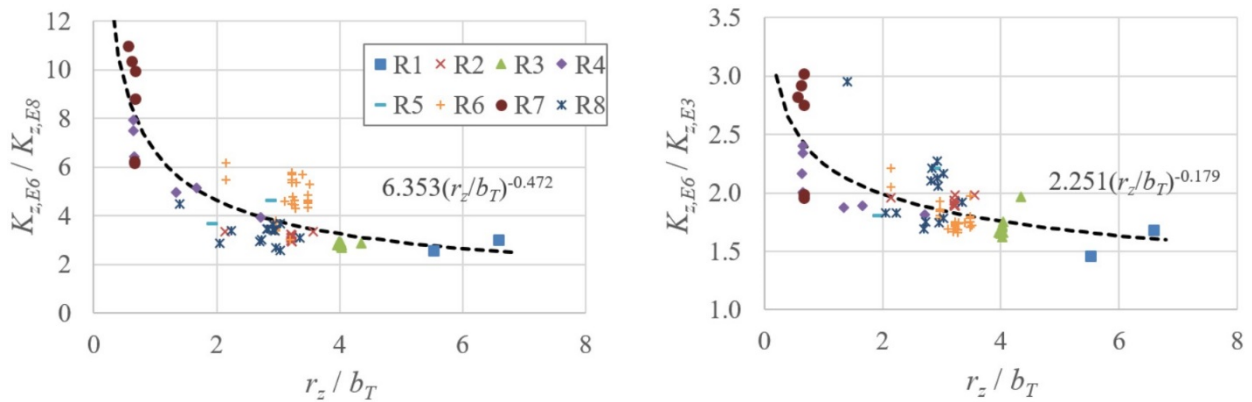 K_{z,E6} / K_{z,E8}
12
10
8
6
4
2
0
R1 R2 R3 R4
R5 R6 R7 R8
6.353(r_z/b_T)^{-0.472}
0 2 4 6 8
r_z / b_T
K_{z,E6} / K_{z,E3}
3.5
3.0
2.5
2.0
1.5
1.0
2.251(r_z/b_T)^{-0.179}
0 2 4 6 8
r_z / b_T